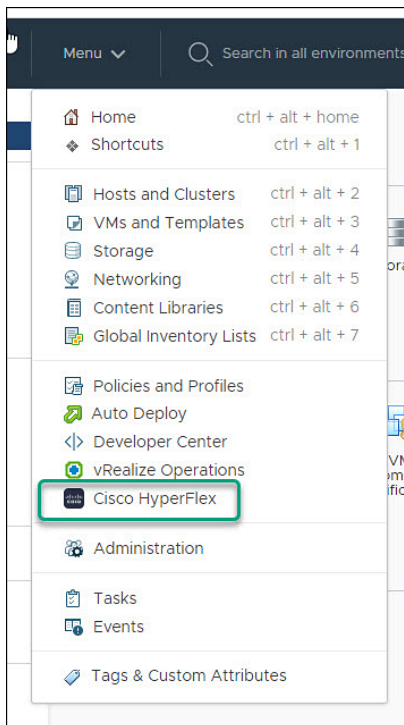 Menu
Search in all environments
Home ctrl + alt + home
Shortcuts ctrl + alt + 1
Hosts and Clusters ctrl + alt + 2
VMs and Templates ctrl + alt + 3
Storage ctrl + alt + 4
Networking ctrl + alt + 5
Content Libraries ctrl + alt + 6
Global Inventory Lists ctrl + alt + 7
Policies and Profiles
Auto Deploy
Developer Center
vRealize Operations
Cisco HyperFlex
Administration
Tasks
Events
Tags & Custom Attributes